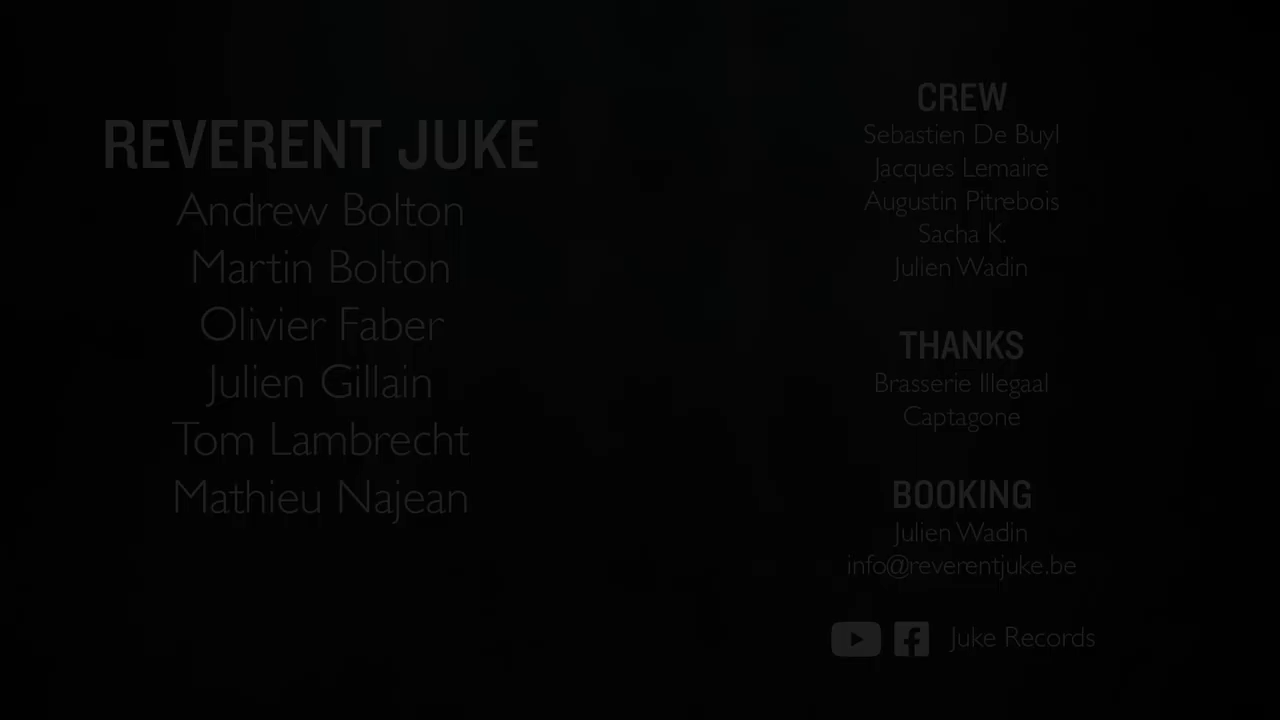 REVERENT JUKE
Andrew Bolton
Martin Bolton
Olivier Faber
Julien Gillain
Tom Lambrecht
Mathieu Najean
CREW
Sebastien De Buyl
Jacques Lemaire
Augustin Pitrebois
Sacha K.
Julien Wadin
THANKS
Brasserie Illegaal
Captagone
BOOKING
Julien Wadin
info@reverentjuke.be
Juke Records